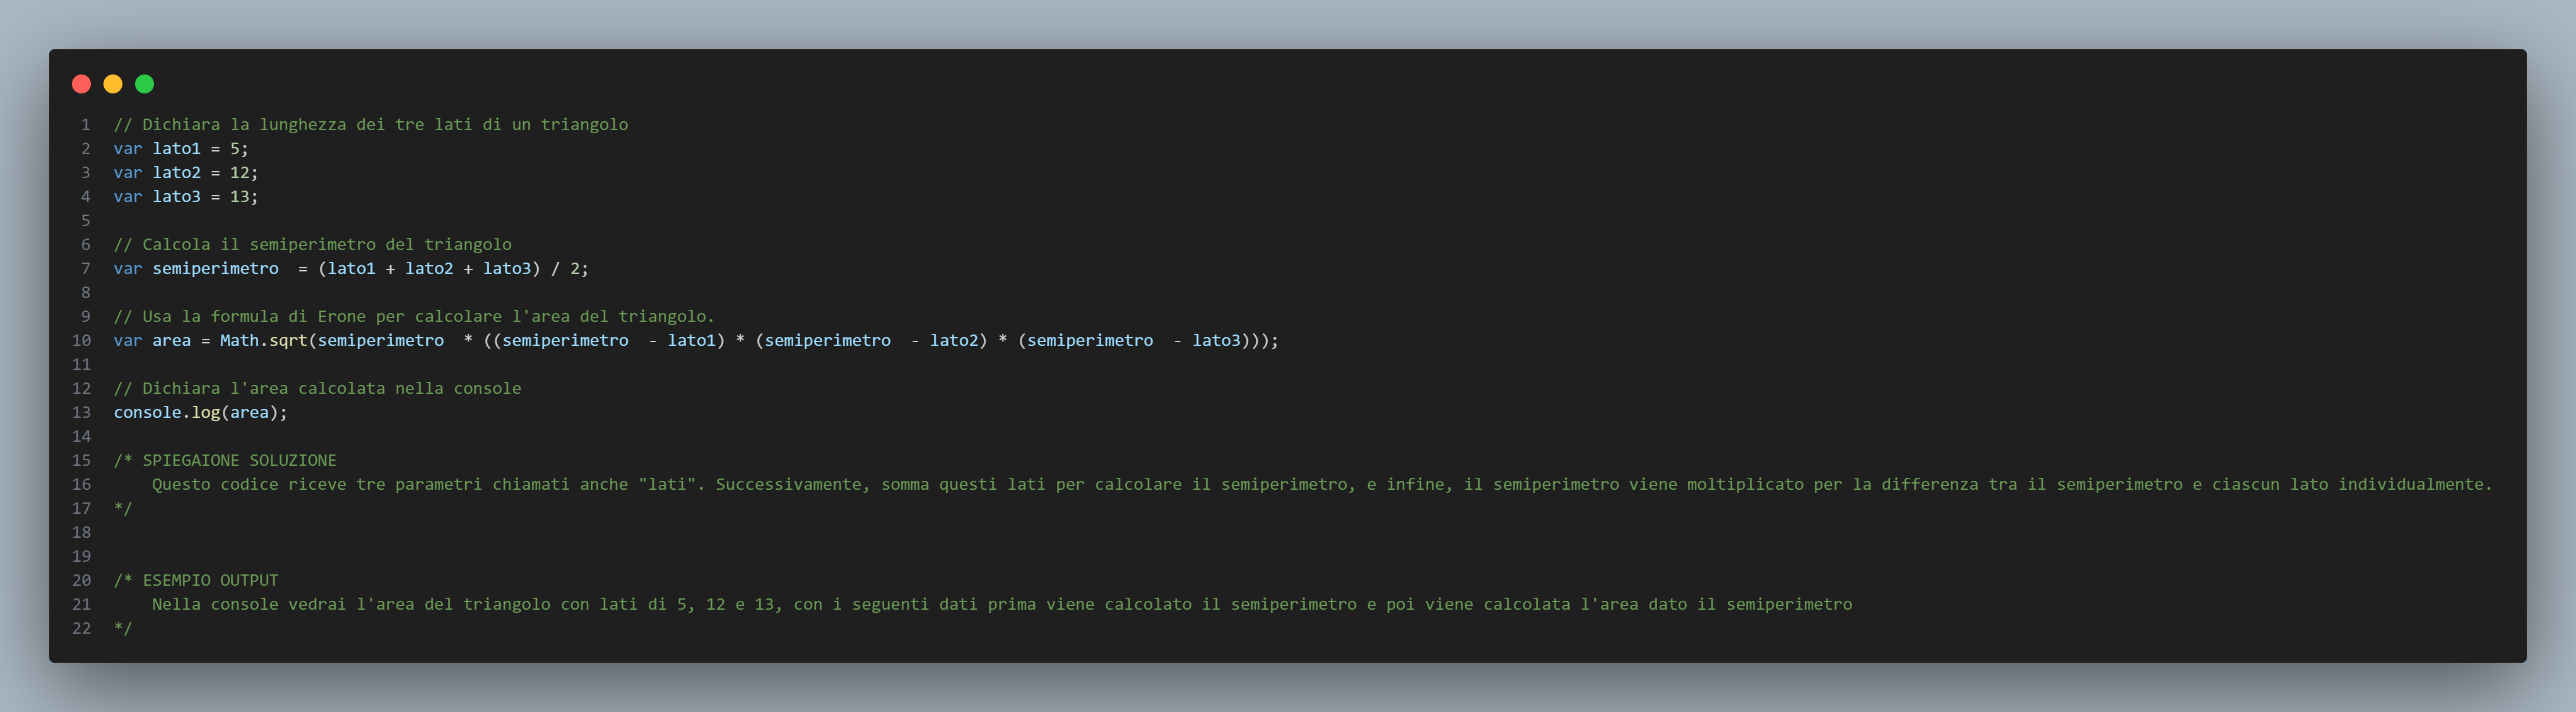 1 // Dichiara la lunghezza dei tre lati di un triangolo
2 var lato1 = 5;
3 var lato2 = 12;
4 var lato3 = 13;
5
6 // Calcola il semiperimetro del triangolo
7 var semiperimetro  = (lato1 + lato2 + lato3) / 2;
8
9 // Usa la formula di Erone per calcolare l'area del triangolo.
10 var area = Math.sqrt(semiperimetro  * ((semiperimetro  - lato1) * (semiperimetro  - lato2) * (semiperimetro  - lato3)));
11
12 // Dichiara l'area calcolata nella console
13 console.log(area);
14
15 /* SPIEGAIONE SOLUZIONE
16     Questo codice riceve tre parametri chiamati anche "lati". Successivamente, somma questi lati per calcolare il semiperimetro, e infine, il semiperimetro viene moltiplicato per la differenza tra il semiperimetro e ciascun lato individualmente.
17 */
18
19
20 /* ESEMPIO OUTPUT
21     Nella console vedrai l'area del triangolo con lati di 5, 12 e 13, con i seguenti dati prima viene calcolato il semiperimetro e poi viene calcolata l'area dato il semiperimetro
22 */